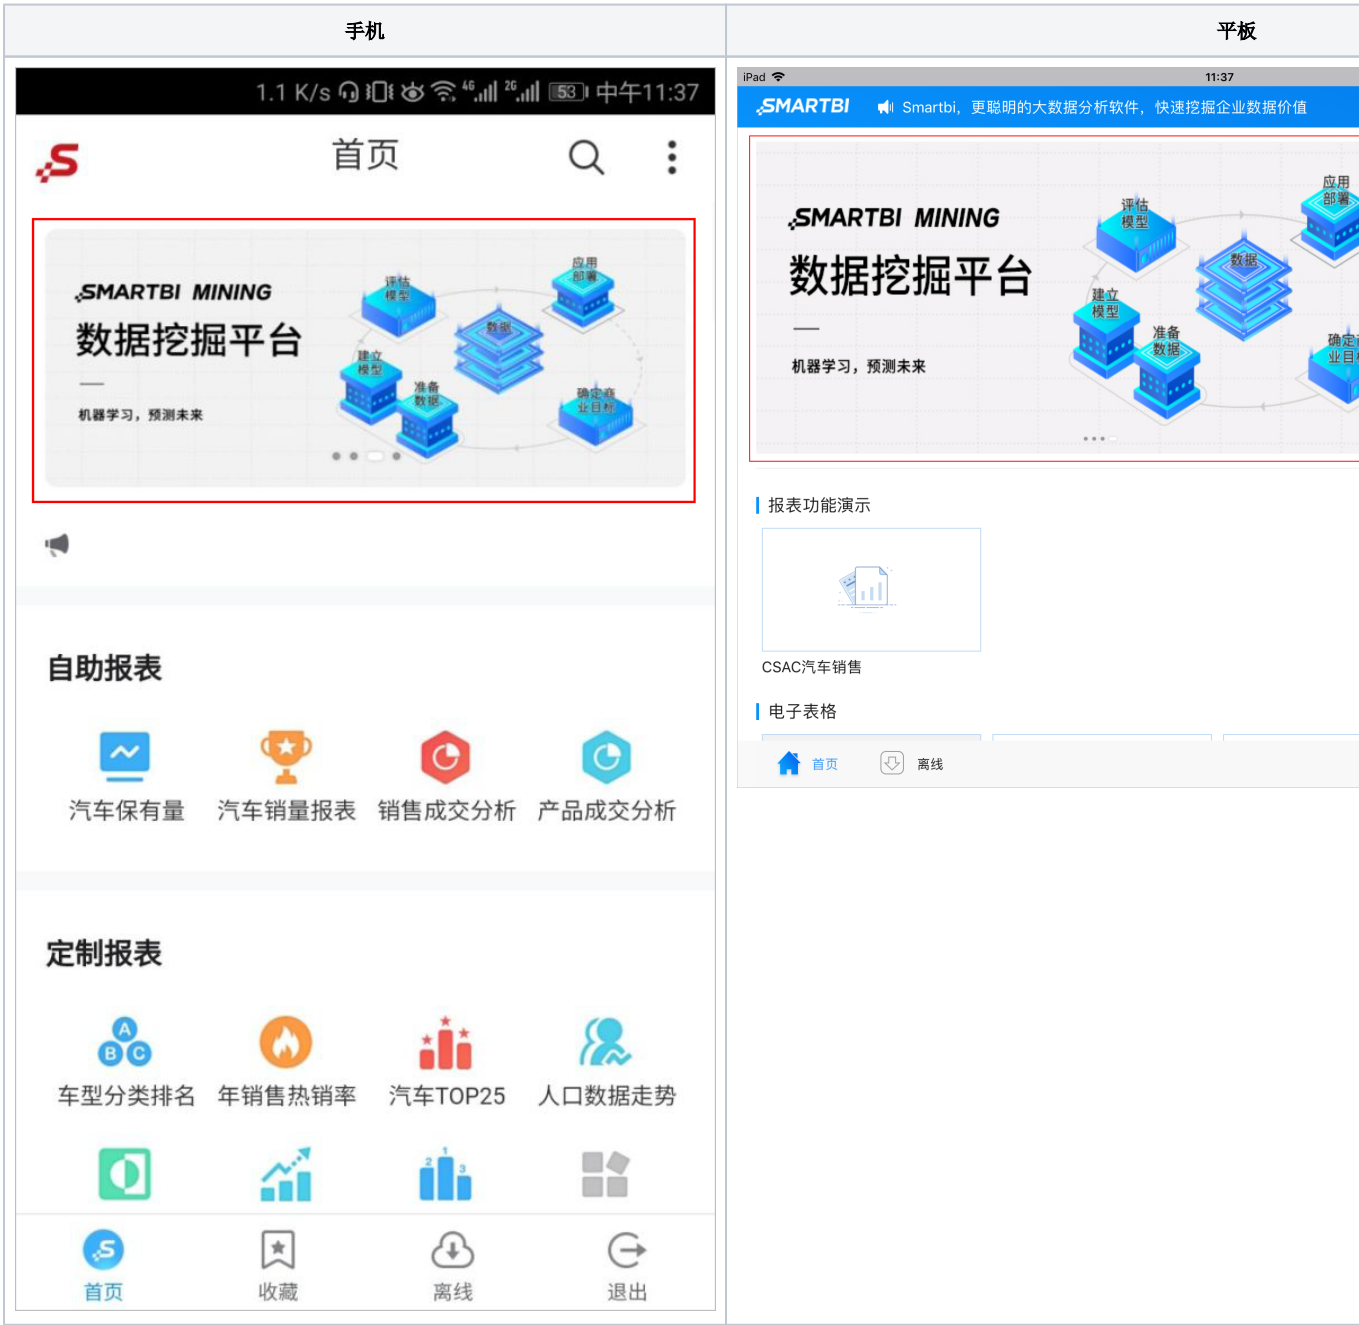 手机
平板
1.1 K/s 4G 2G 53 中午11:37
S
首页
SMARTBI MINING
数据挖掘平台
机器学习，预测未来
评估
模型
应用
部署
数据
建立
模型
准备
数据
确定商
业目标
自助报表
汽车保有量 汽车销量报表 销售成交分析 产品成交分析
定制报表
A
B C
车型分类排名 年销售热销率 汽车TOP25 人口数据走势
1
2 3
S
首页 收藏 离线 退出
iPad 11:37
SMARTBI Smartbi，更聪明的大数据分析软件，快速挖掘企业数据价值
SMARTBI MINING
数据挖掘平台
机器学习，预测未来
评估
模型
应用
部署
数据
建立
模型
准备
数据
确定
业目
报表功能演示
CSAC汽车销售
电子表格
首页 离线